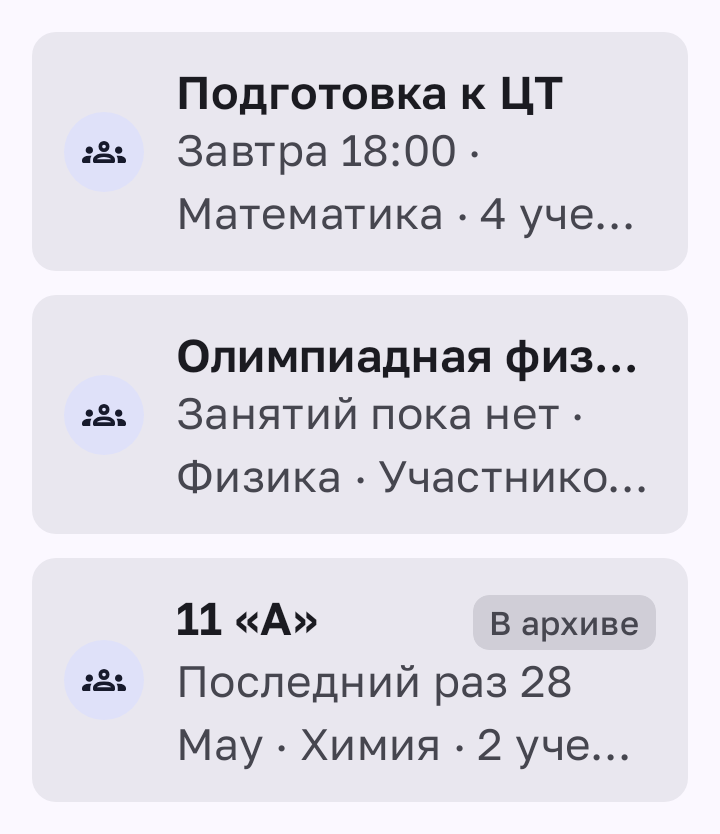 Подготовка к ЦТ
Завтра 18:00 ·
Математика · 4 уче...
Олимпиадная физ...
Занятий пока нет ·
Физика · Участнико...
11 «А»
В архиве
Последний раз 28
May · Химия · 2 уче...